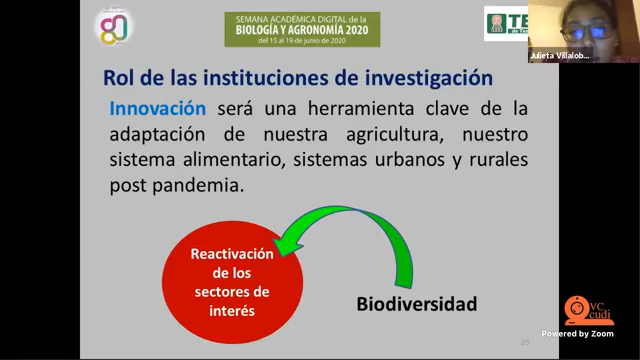 SEMANA ACADÉMICA DIGITAL de la
BIOLOGÍA Y AGRONOMÍA 2020
del 15 al 19 de junio de 2020
Julieta Villalob...
Rol de las instituciones de investigación
Innovación será una herramienta clave de la
adaptación de nuestra agricultura, nuestro
sistema alimentario, sistemas urbanos y rurales
post pandemia.
Reactivación
de los
sectores de
interés
Biodiversidad
VC
cudi
Powered by Zoom